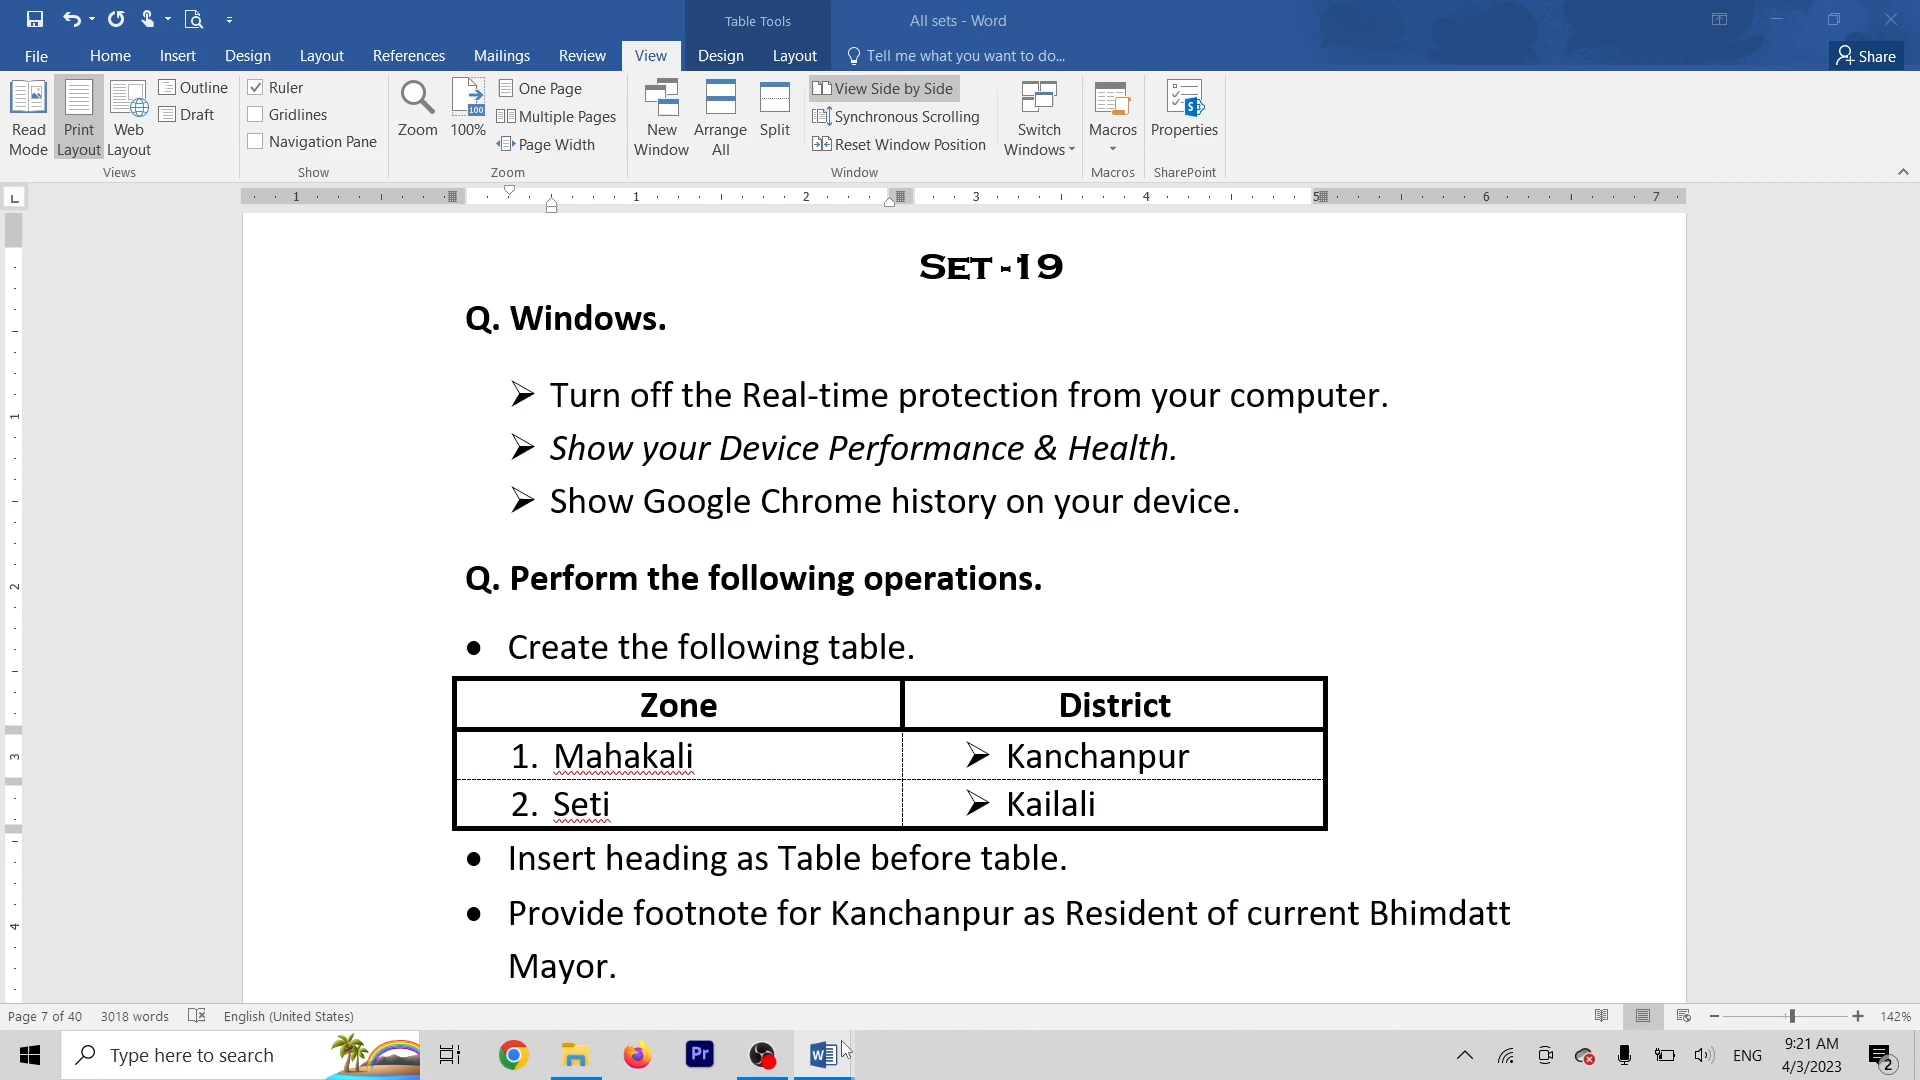 Table Tools
All sets - Word
File Home Insert Design Layout References Mailings Review View Design Layout Tell me what you want to do... Share
Read Mode
Print Layout
Web Layout
Outline
Draft
Views
Ruler
Gridlines
Navigation Pane
Show
Zoom
100
100%
One Page
Multiple Pages
Page Width
Zoom
New Window
Arrange All
Split
View Side by Side
Synchronous Scrolling
Reset Window Position
Window
Switch Windows
Macros
Macros
Properties
SharePoint
L
1 1 2 3 4 5 6 7
SET -19
Q. Windows.
➢ Turn off the Real-time protection from your computer.
➢ Show your Device Performance & Health.
➢ Show Google Chrome history on your device.
Q. Perform the following operations.
• Create the following table.
Zone District
1. Mahakali ➢ Kanchanpur
2. Seti ➢ Kailali
• Insert heading as Table before table.
• Provide footnote for Kanchanpur as Resident of current Bhimdatt
Mayor.
1
2
3
4
Page 7 of 40 3018 words English (United States) 142%
Type here to search
Pr
W
ENG
9:21 AM
4/3/2023
2